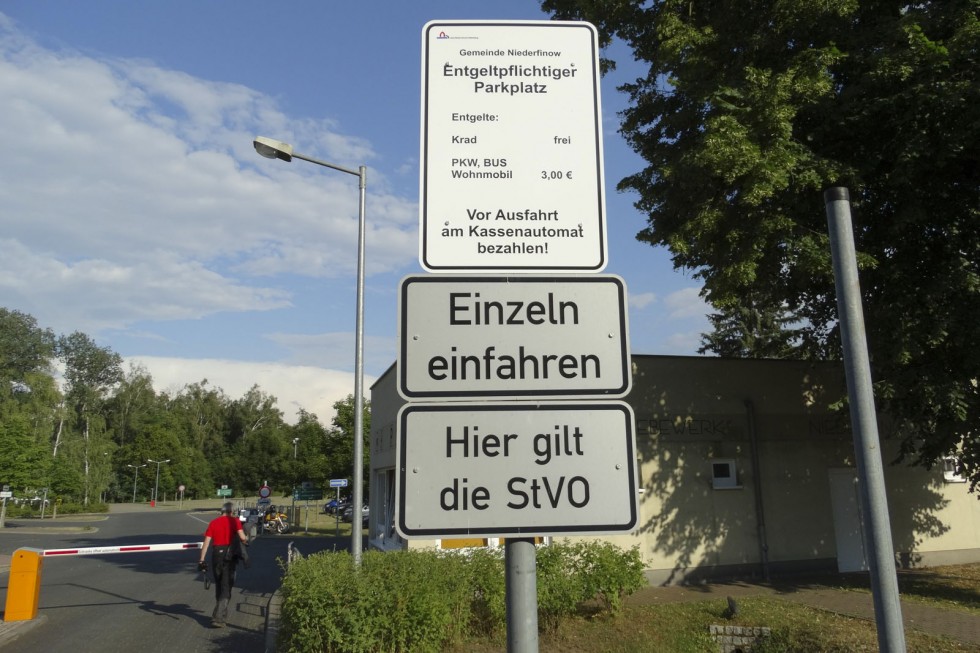 Gemeinde Niederfinow
Entgeltpflichtiger
Parkplatz
Entgelte:
Krad frei
PKW, BUS
Wohnmobil 3,00 €
Vor Ausfahrt
am Kassenautomat
bezahlen!
Einzeln
einfahren
Hier gilt
die StVO